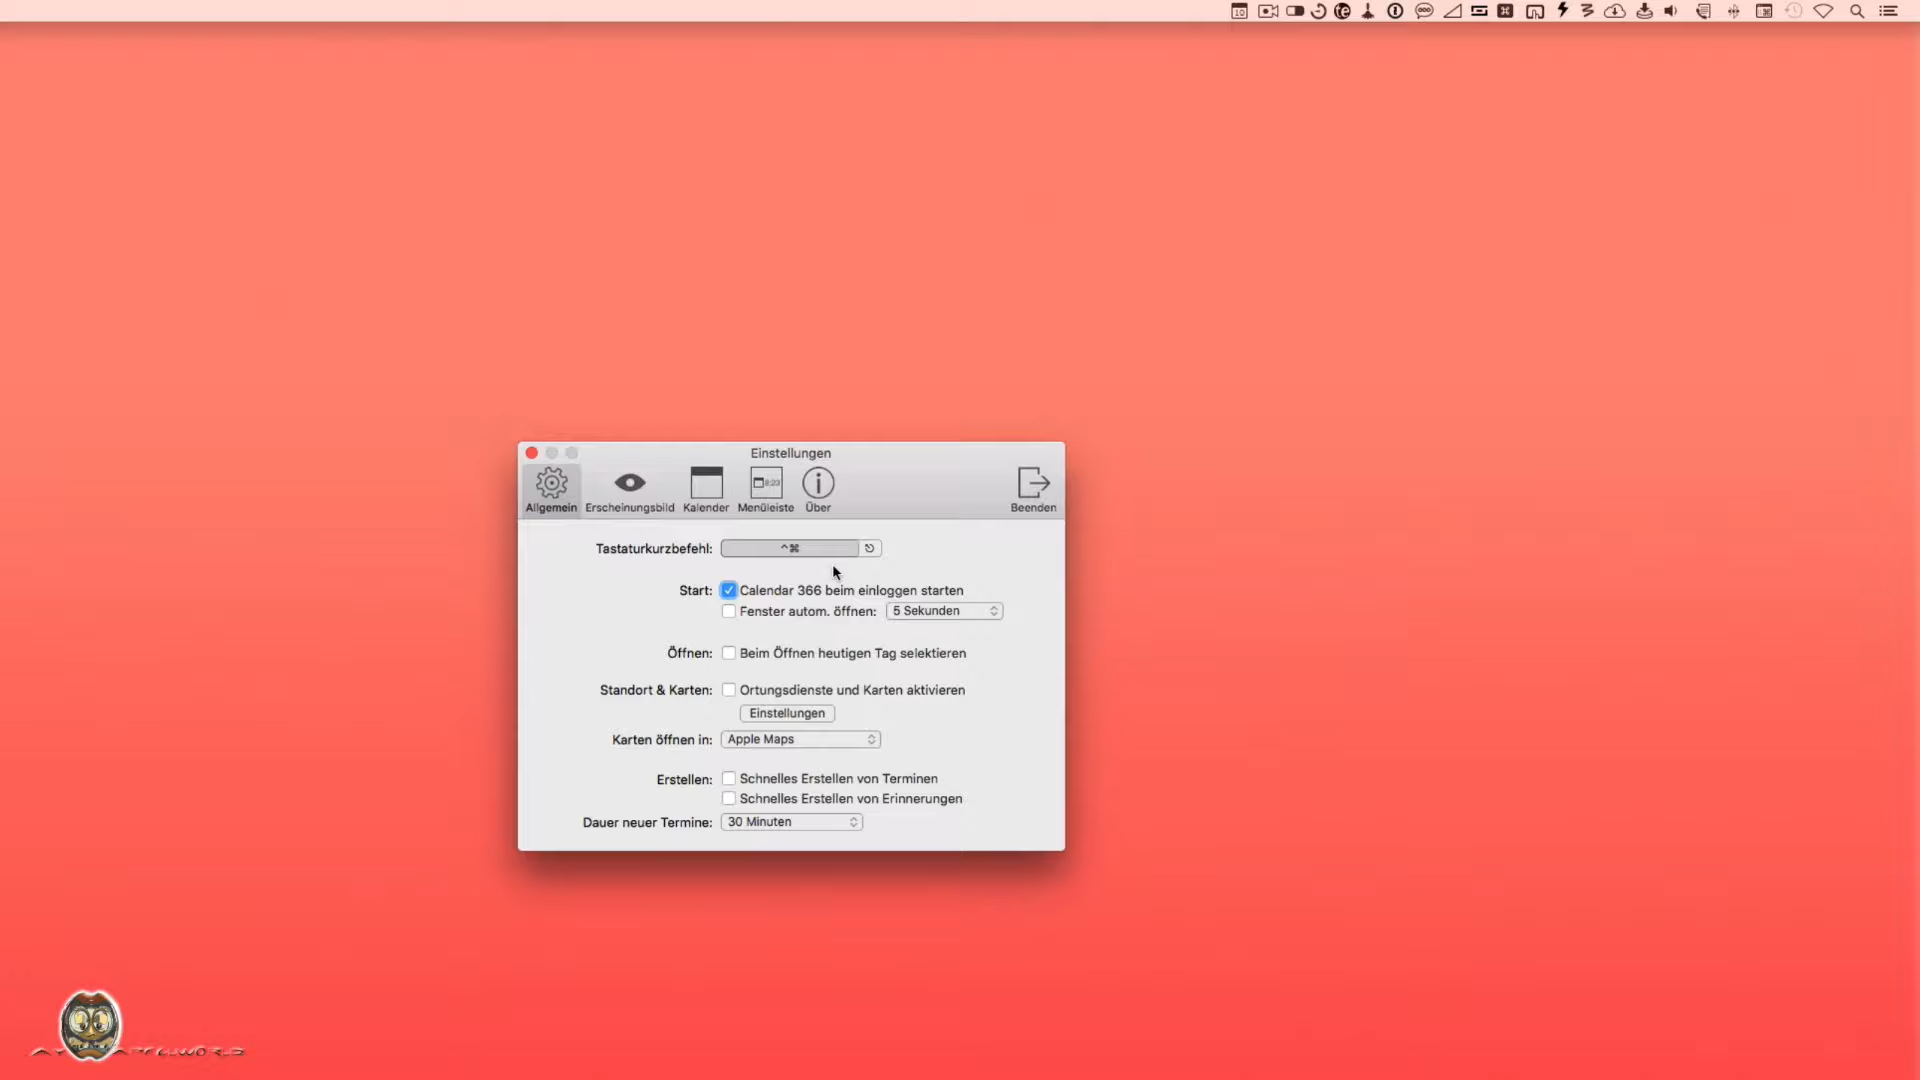 Einstellungen
Allgemein Erscheinungsbild Kalender Menüleiste Über Beenden
Tastaturkurzbefehl: ^⌘
Start: Calendar 366 beim einloggen starten
Fenster autom. öffnen: 5 Sekunden
Öffnen: Beim Öffnen heutigen Tag selektieren
Standort & Karten: Ortungsdienste und Karten aktivieren
Einstellungen
Karten öffnen in: Apple Maps
Erstellen: Schnelles Erstellen von Terminen
Schnelles Erstellen von Erinnerungen
Dauer neuer Termine: 30 Minuten